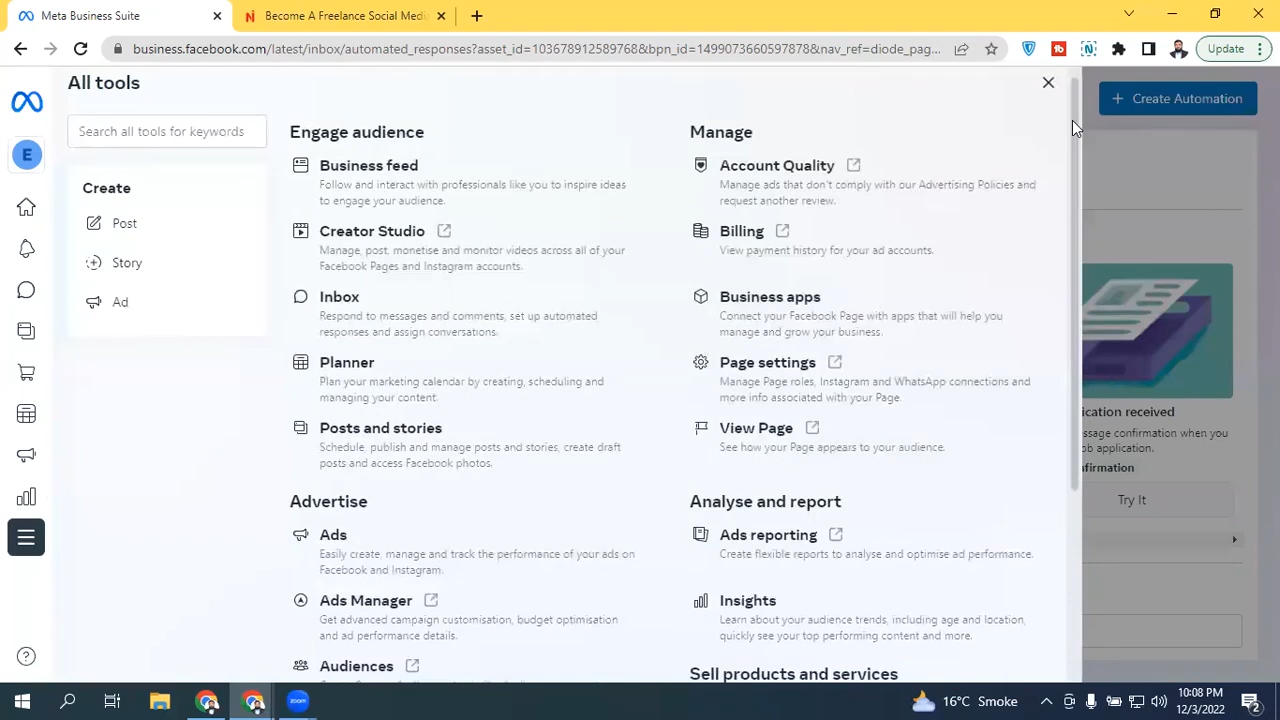 Meta Business Suite
Become A Freelance Social Medi
business.facebook.com/latest/inbox/automated_responses?asset_id=103678912589768&bpn_id=1499073660597878&nav_ref=diode_pag...
Update
All tools
Create Automation
Search all tools for keywords
E
Create
Post
Story
Ad
Engage audience
Business feed
Follow and interact with professionals like you to inspire ideas
to engage your audience.
Creator Studio
Manage, post, monetise and monitor videos across all of your
Facebook Pages and Instagram accounts.
Inbox
Respond to messages and comments, set up automated
responses and assign conversations.
Planner
Plan your marketing calendar by creating, scheduling and
managing your content.
Posts and stories
Schedule, publish and manage posts and stories, create draft
posts and access Facebook photos.
Advertise
Ads
Easily create, manage and track the performance of your ads on
Facebook and Instagram.
Ads Manager
Get advanced campaign customisation, budget optimisation
and ad performance details.
Audiences
Manage
Account Quality
Manage ads that don't comply with our Advertising Policies and
request another review.
Billing
View payment history for your ad accounts.
Business apps
Connect your Facebook Page with apps that will help you
manage and grow your business.
Page settings
Manage Page roles, Instagram and WhatsApp connections and
more info associated with your Page.
View Page
See how your Page appears to your audience.
Analyse and report
Ads reporting
Create flexible reports to analyse and optimise ad performance.
Insights
Learn about your audience trends, including age and location,
quickly see your top performing content and more.
Sell products and services
ication received
ssage confirmation when you
ob application.
nfirmation
Try It
zoom
16°C Smoke
10:08 PM
12/3/2022
2